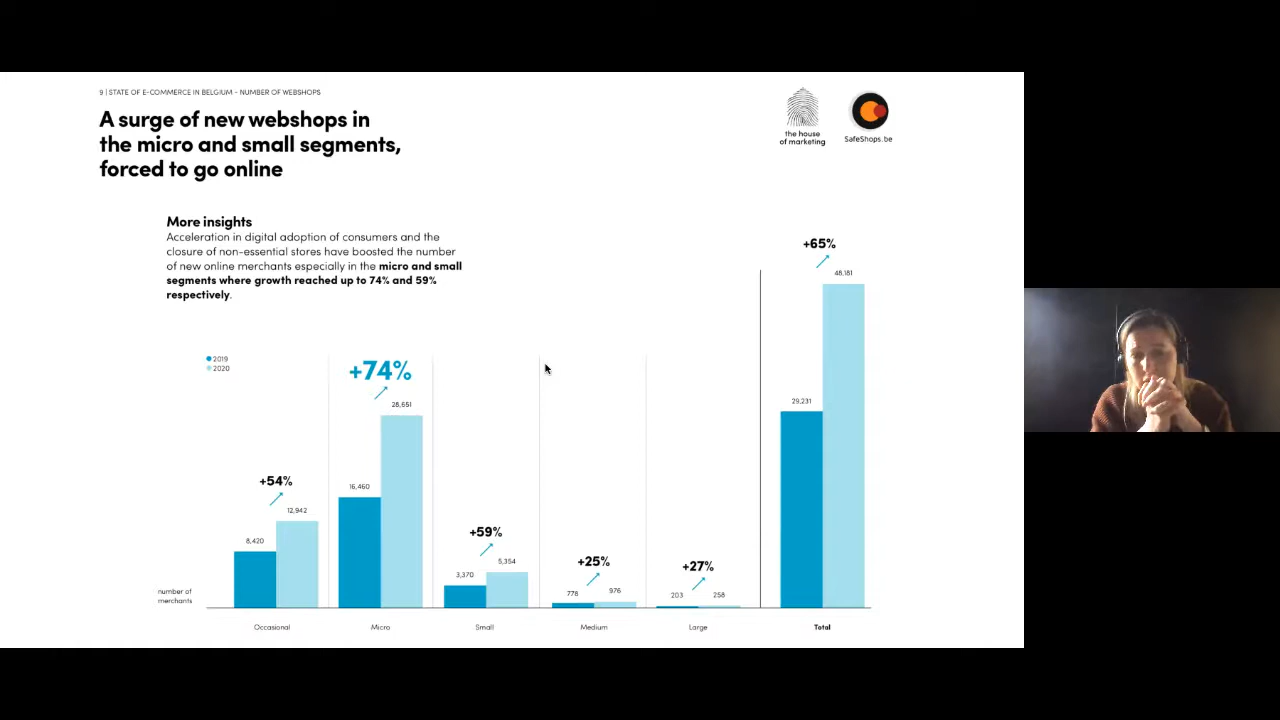 9 | STATE OF E-COMMERCE IN BELGIUM - NUMBER OF WEBSHOPS
A surge of new webshops in
the micro and small segments,
forced to go online
the house
of marketing
SafeShops.be
More insights
Acceleration in digital adoption of consumers and the
closure of non-essential stores have boosted the number
of new online merchants especially in the micro and small
segments where growth reached up to 74% and 59%
respectively.
2019
2020
+54%
8,420
12,942
+74%
16,460
28,651
+59%
3,370
5,354
+25%
778
976
+27%
203
258
+65%
29,231
48,181
number of
merchants
Occasional
Micro
Small
Medium
Large
Total